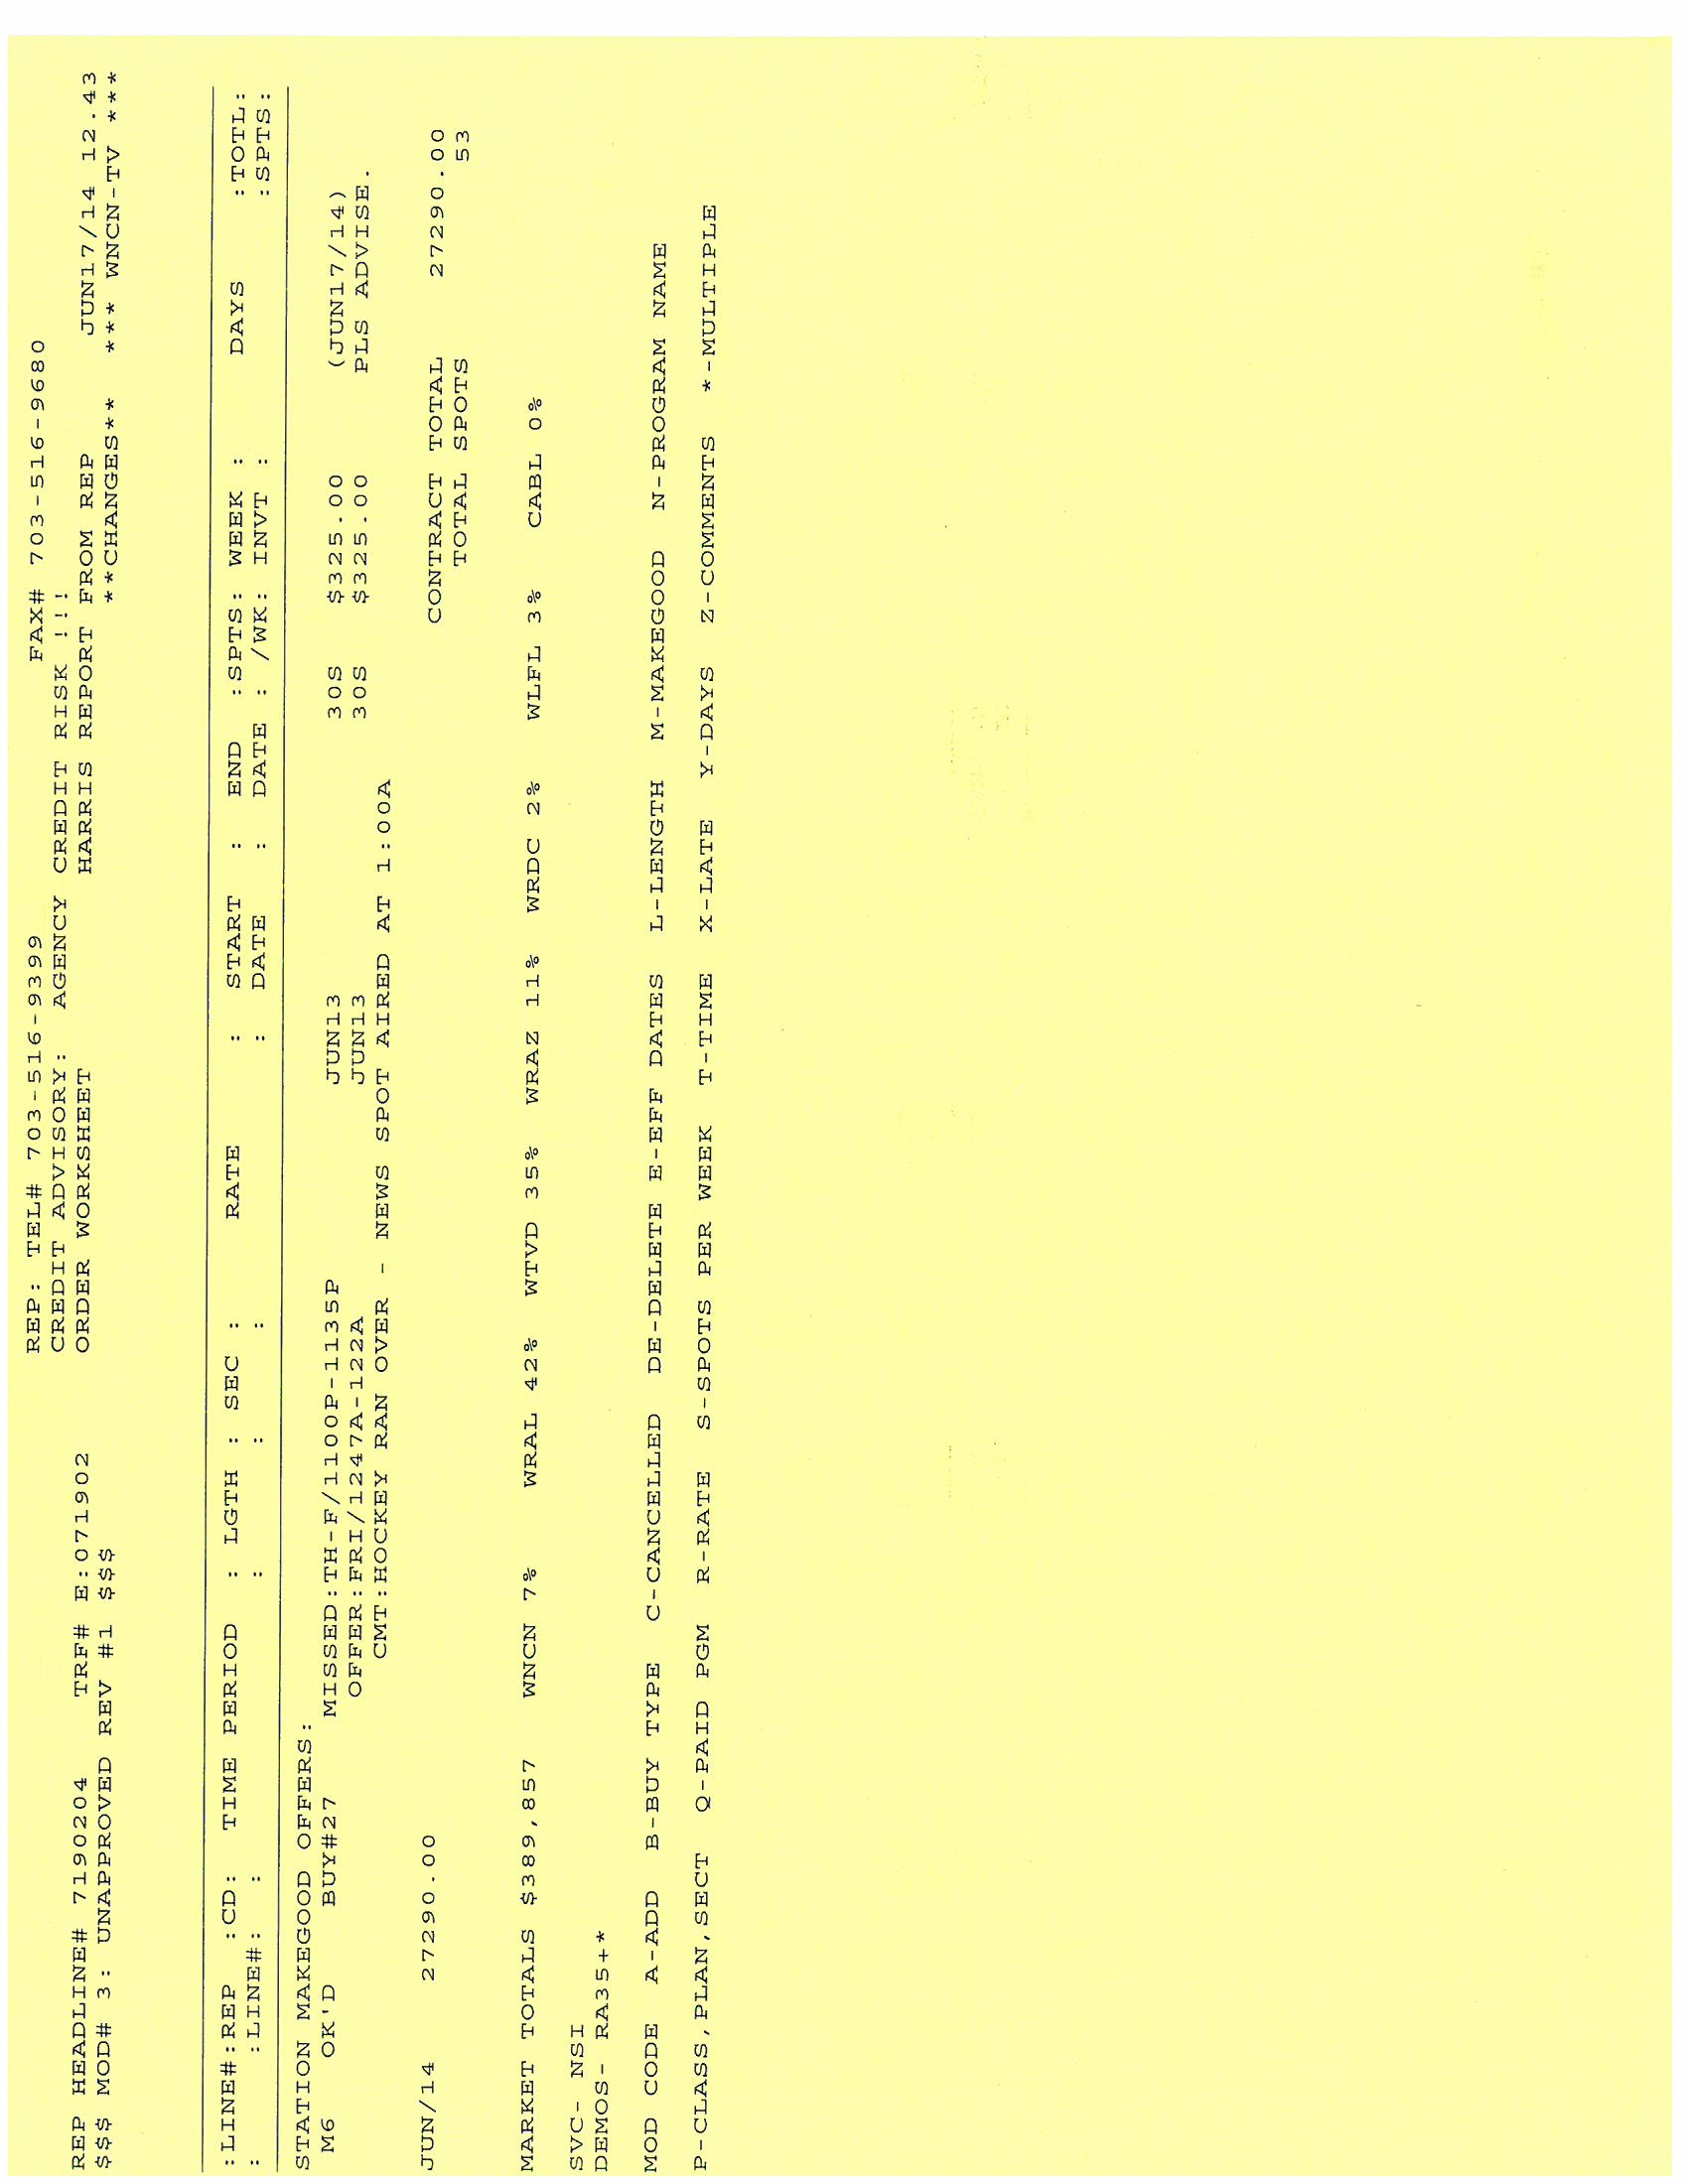 REP: TEL# 703-516-9399 FAX# 703-516-9680
CREDIT ADVISORY: AGENCY CREDIT RISK !!!
REP HEADLINE# 7190204 TRF# E:071902 ORDER WORKSHEET HARRIS REPORT FROM REP JUN17/14 12.43
$$$ MOD# 3: UNAPPROVED REV #1 $$$ **CHANGES** *** WNCN-TV ***
:LINE#:REP :CD: TIME PERIOD : LGTH : SEC : RATE : START : END :SPTS: WEEK : DAYS :TOTL:
: :LINE#: : : : : : DATE : DATE : /WK: INVT : :SPTS:
STATION MAKEGOOD OFFERS:
M6 OK'D BUY#27 MISSED:TH-F/1100P-1135P JUN13 30S $325.00 (JUN17/14)
OFFER:FRI/1247A-122A JUN13 30S $325.00 PLS ADVISE.
CMT:HOCKEY RAN OVER - NEWS SPOT AIRED AT 1:00A
JUN/14 27290.00 CONTRACT TOTAL 27290.00
TOTAL SPOTS 53
MARKET TOTALS $389,857 WNCN 7% WRAL 42% WTVD 35% WRAZ 11% WRDC 2% WLFL 3% CABL 0%
SVC- NSI
DEMOS- RA35+*
MOD CODE A-ADD B-BUY TYPE C-CANCELLED DE-DELETE E-EFF DATES L-LENGTH M-MAKEGOOD N-PROGRAM NAME
P-CLASS,PLAN,SECT Q-PAID PGM R-RATE S-SPOTS PER WEEK T-TIME X-LATE Y-DAYS Z-COMMENTS *-MULTIPLE